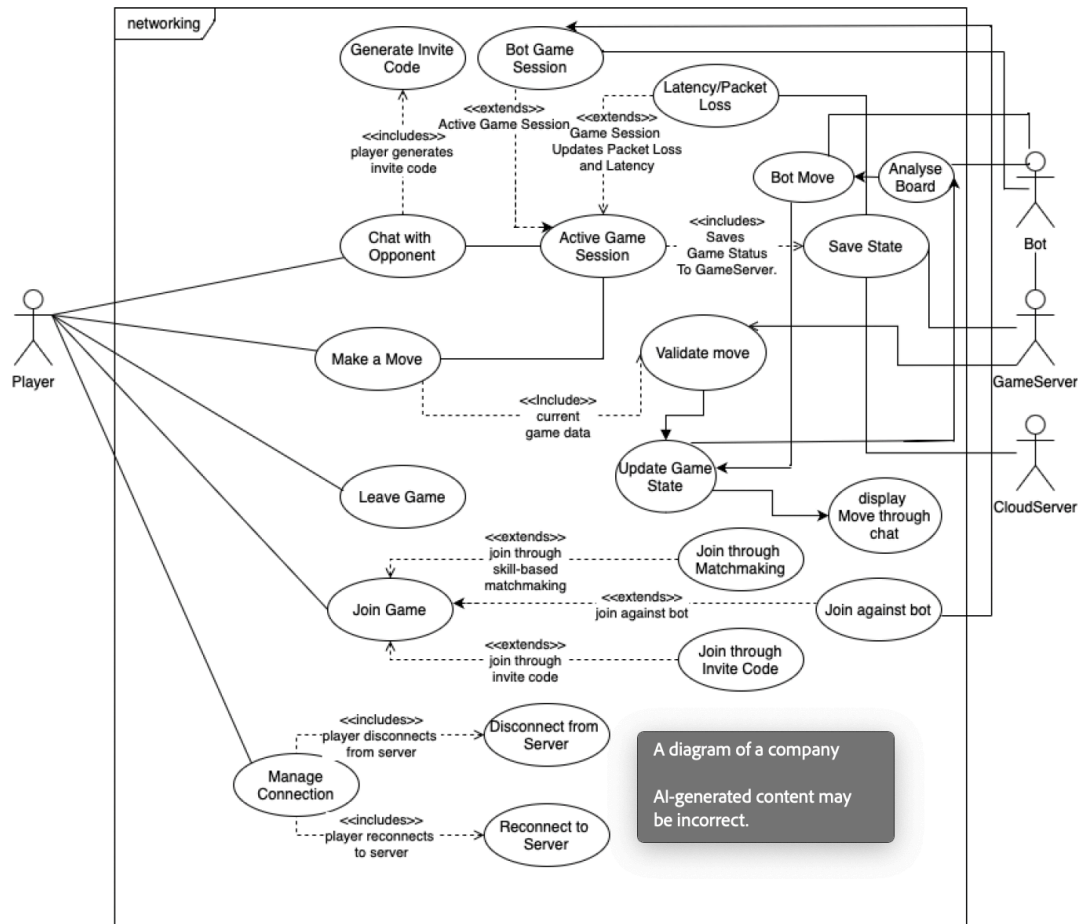 networking
Generate Invite
Code
Bot Game
Session
Latency/Packet
Loss
<<extends>>
Active Game Session
<<extends>>
Game Session
Updates Packet Loss
and Latency
<<includes>>
player generates
invite code
Bot Move
Analyse
Board
Bot
Chat with
Opponent
Active Game
Session
<<includes>
Saves
Game Status
To GameServer.
Save State
Player
Make a Move
Validate move
GameServer
<<Include>>
current
game data
Update Game
State
Leave Game
display
Move through
chat
CloudServer
<<extends>>
join through
skill-based
matchmaking
Join through
Matchmaking
Join Game
<<extends>>
join against bot
Join against bot
<<extends>>
join through
invite code
Join through
Invite Code
<<includes>>
player disconnects
from server
Disconnect from
Server
Manage
Connection
<<includes>>
player reconnects
to server
Reconnect to
Server
A diagram of a company
AI-generated content may
be incorrect.